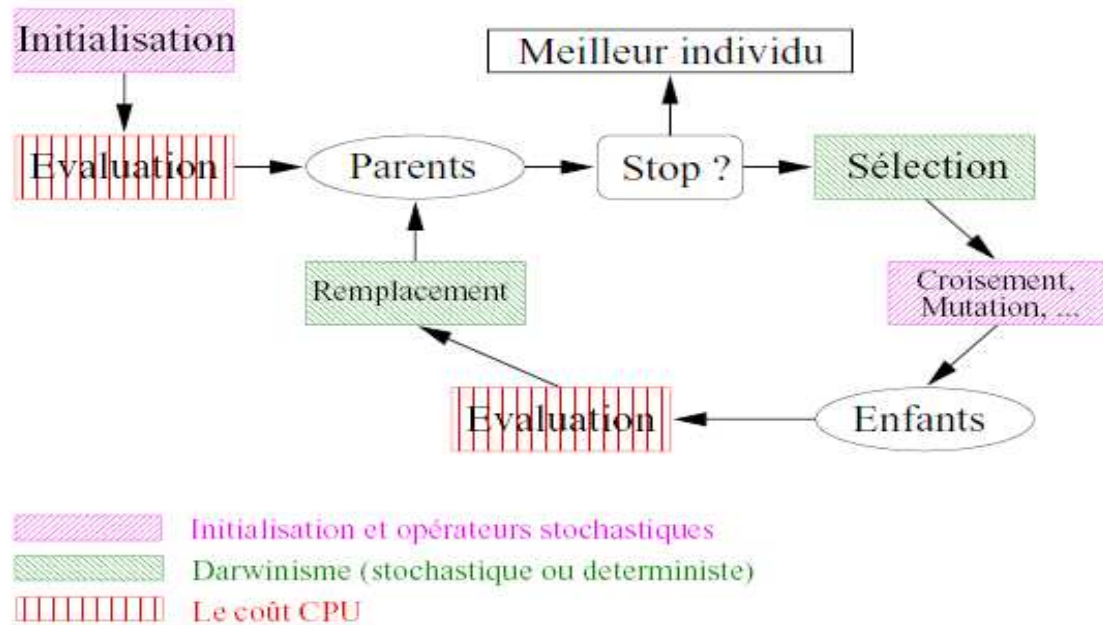 Initialisation
Meilleur individu
Evaluation
Parents
Stop ?
Sélection
Remplacement
Croisement,
Mutation, ...
Evaluation
Enfants
Initialisation et opérateurs stochastiques
Darwinisme (stochastique ou deterministe)
Le coût CPU